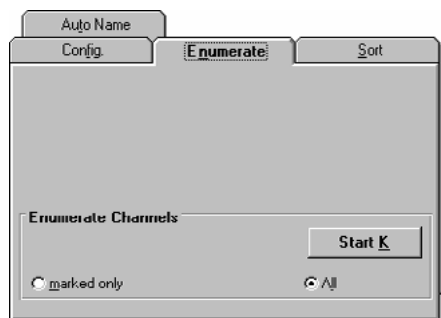 Auto Name
Config. Enumerate Sort
Enumerate Channels
Start K
marked only All